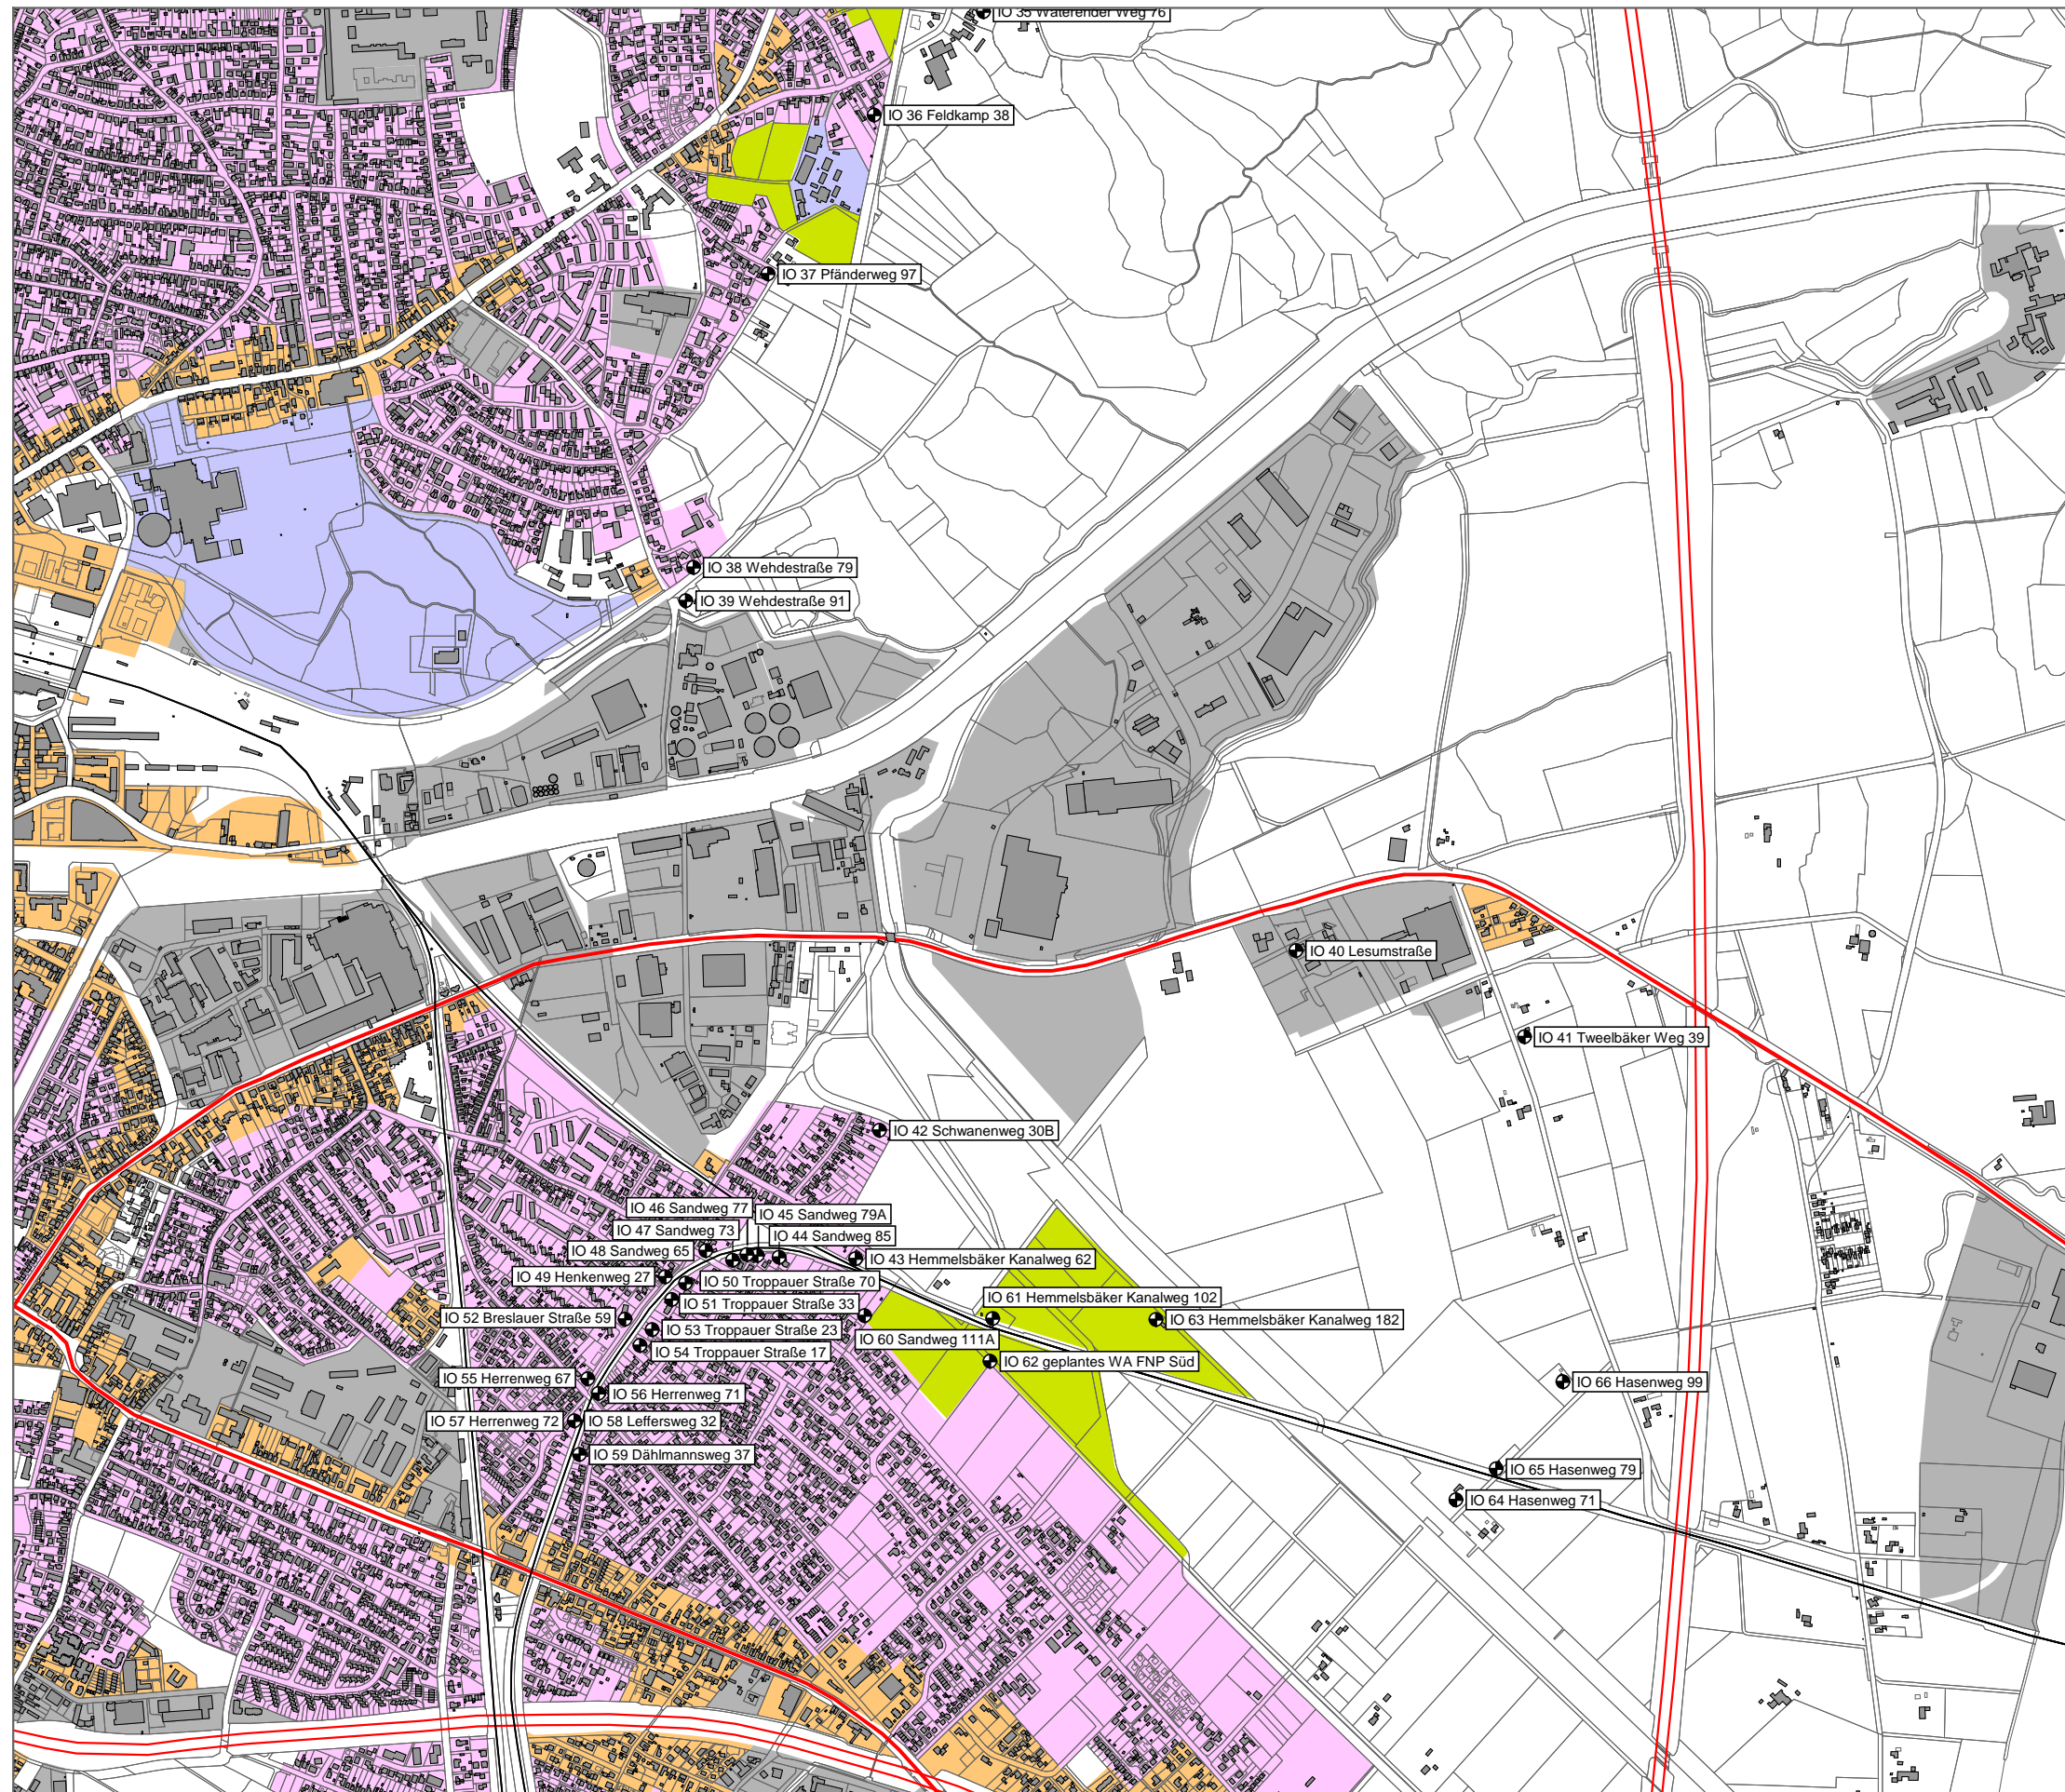 IO 35 Waterender Weg 76
IO 36 Feldkamp 38
IO 37 Pfänderweg 97
IO 38 Wehdestraße 79
IO 39 Wehdestraße 91
IO 40 Lesumstraße
IO 41 Tweelbäker Weg 39
IO 42 Schwanenweg 30B
IO 46 Sandweg 77
IO 45 Sandweg 79A
IO 47 Sandweg 73
IO 44 Sandweg 85
IO 48 Sandweg 65
IO 43 Hemmelsbäker Kanalweg 62
IO 49 Henkenweg 27
IO 50 Troppauer Straße 70
IO 61 Hemmelsbäker Kanalweg 102
IO 51 Troppauer Straße 33
IO 52 Breslauer Straße 59
IO 63 Hemmelsbäker Kanalweg 182
IO 53 Troppauer Straße 23
IO 60 Sandweg 111A
IO 54 Troppauer Straße 17
IO 62 geplantes WA FNP Süd
IO 55 Herrenweg 67
IO 66 Hasenweg 99
IO 56 Herrenweg 71
IO 57 Herrenweg 72
IO 58 Leffersweg 32
IO 59 Dählmannsweg 37
IO 65 Hasenweg 79
IO 64 Hasenweg 71